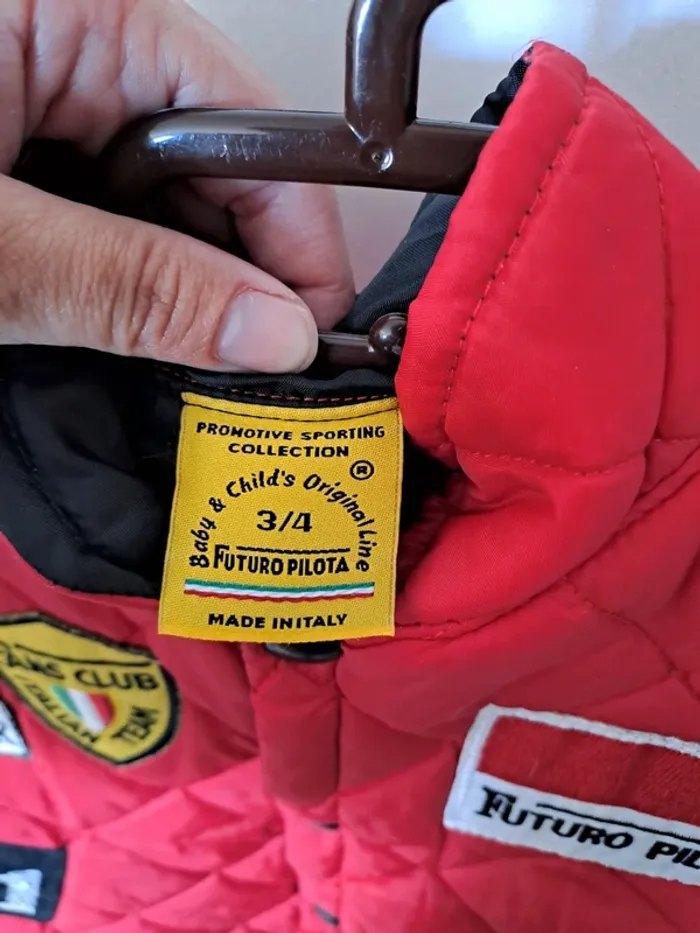 PROMOTIVE SPORTING
COLLECTION
®
Baby & Child's Original Line
3/4
FUTURO PILOTA
MADE IN ITALY
FANS CLUB
ITALIAN
TEAM
FUTURO PIL